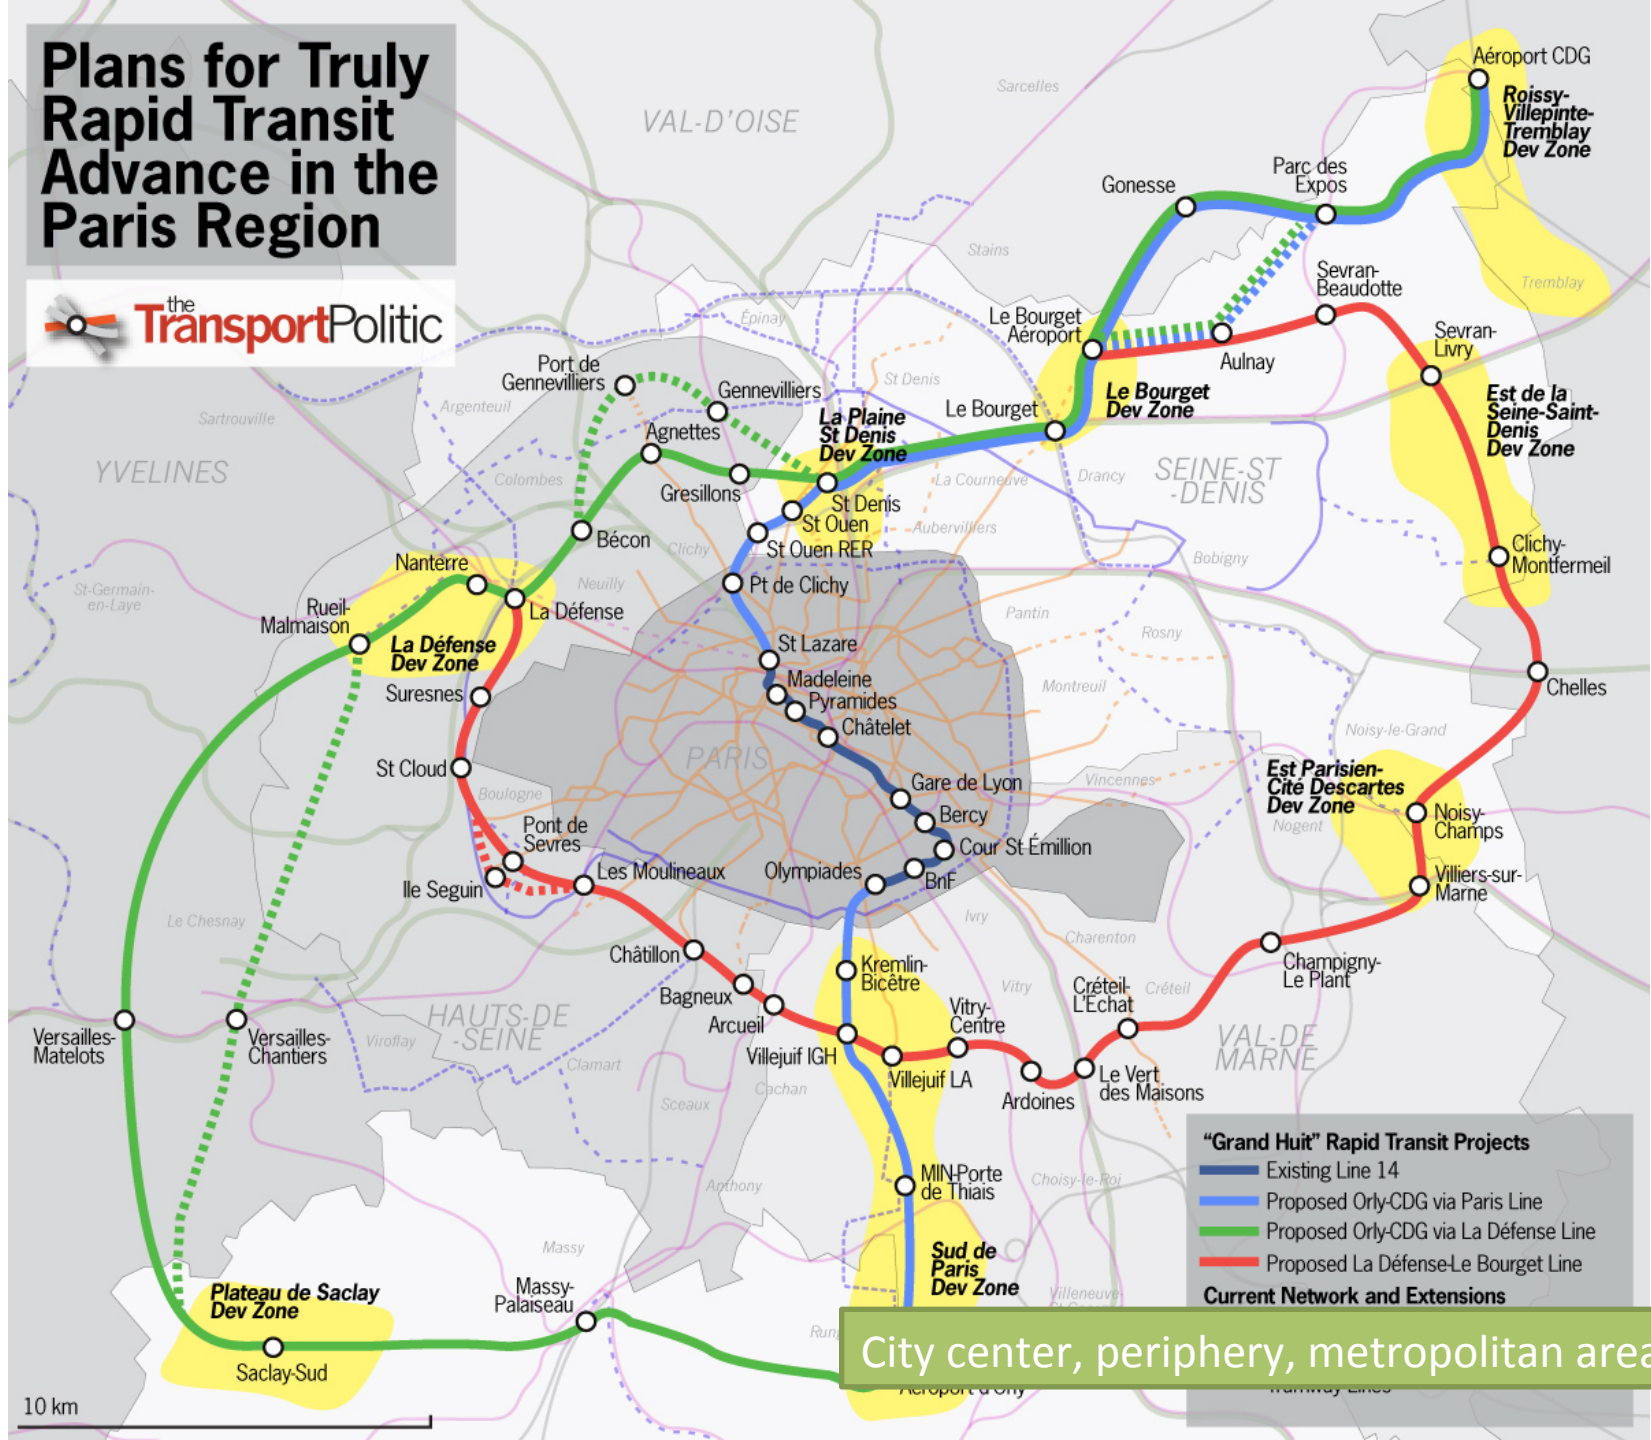 Plans for Truly
Rapid Transit
Advance in the
Paris Region
the
TransportPolitic
VAL-D'OISE
Sarcelles
Aéroport CDG
Roissy-
Villepinte-
Tremblay
Dev Zone
Parc des
Expos
Gonesse
Stains
Tremblay
Sevran-
Beaudotte
Épinay
Le Bourget
Aéroport
Sevran-
Livry
Aulnay
Port de
Gennevilliers
Gennevilliers
St Denis
Argenteuil
Sartrouville
Le Bourget
Dev Zone
Le Bourget
Est de la
Seine-Saint-
Denis
Dev Zone
La Plaine
St Denis
Dev Zone
Agnettes
YVELINES
Colombes
Gresillons
La Courneuve
Drancy
SEINE-ST
-DENIS
St Denis
St Ouen
Aubervilliers
Bécon
Clichy
St Ouen RER
Bobigny
Clichy-
Montfermeil
Nanterre
Neuilly
Pt de Clichy
St-Germain-
en-Laye
Rueil-
Malmaison
La Défense
Pantin
Rosny
La Défense
Dev Zone
St Lazare
Suresnes
Madeleine
Pyramides
Montreuil
Chelles
Châtelet
Noisy-le-Grand
PARIS
St Cloud
Gare de Lyon
Vincennes
Est Parisien-
Cité Descartes
Dev Zone
Boulogne
Bercy
Nogent
Noisy-
Champs
Pont de
Sevres
Cour St Émillion
Ile Seguin
Les Moulineaux
Olympiades
BnF
Villiers-sur-
Marne
Le Chesnay
Ivry
Charenton
Châtillon
Kremlin-
Bicêtre
Champigny-
Le Plant
Bagneux
Vitry
Créteil-
L'Échat
Créteil
Arcueil
Vitry-
Centre
HAUTS-DE
-SEINE
Versailles-
Matelots
Versailles-
Chantiers
Viroflay
Villejuif IGH
VAL-DE
MARNE
Clamart
Cachan
Villejuif LA
Ardoines
Le Vert
des Maisons
Sceaux
Anthony
MIN-Porte
de Thiais
Choisy-le-Roi
"Grand Huit" Rapid Transit Projects
Existing Line 14
Proposed Orly-CDG via Paris Line
Proposed Orly-CDG via La Défense Line
Proposed La Défense-Le Bourget Line
Current Network and Extensions
Massy
Sud de
Paris
Dev Zone
Plateau de Saclay
Dev Zone
Massy-
Palaiseau
Villeneuve-
City center, periphery, metropolitan area
Saclay-Sud
Aéroport d'Orly
Tramway Lines
10 km